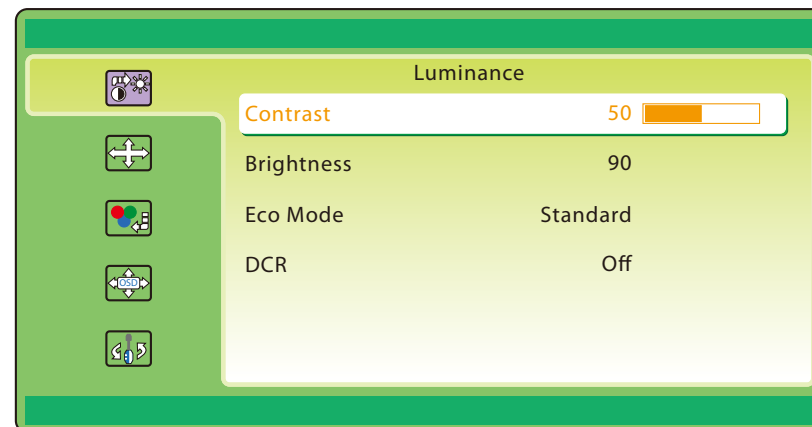 Luminance
Contrast 50
Brightness 90
Eco Mode Standard
DCR Off
OSD